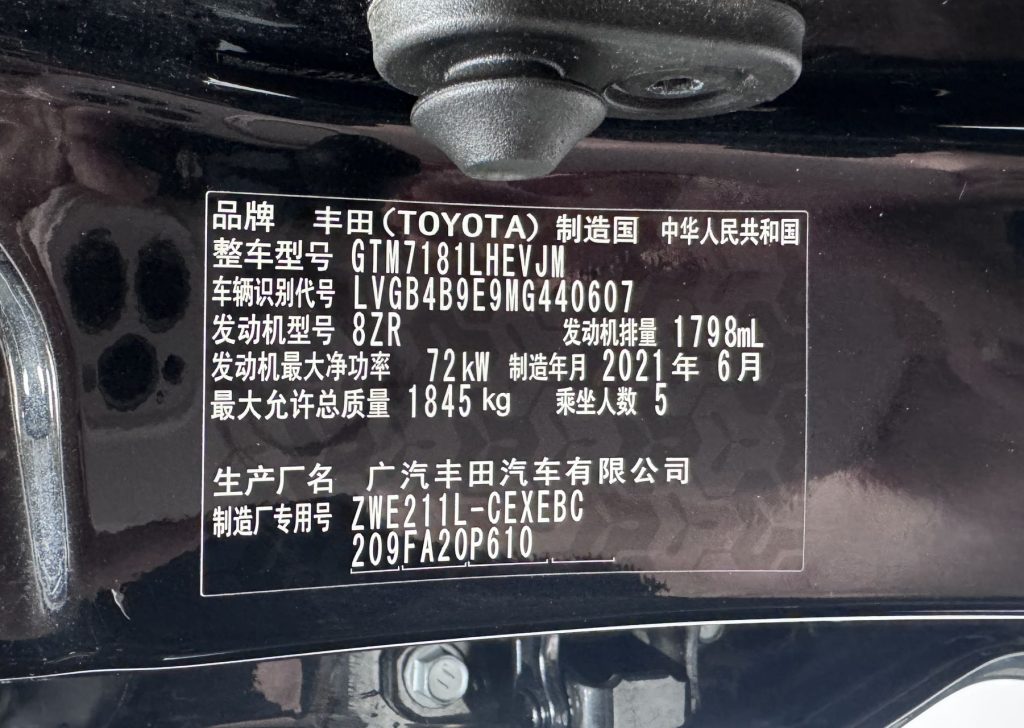 品牌 丰田(TOYOTA) 制造国 中华人民共和国
整车型号 GTM7181LHEVJM
车辆识别代号 LVGB4B9E9MG440607
发动机型号 8ZR 发动机排量 1798mL
发动机最大净功率 72kW 制造年月 2021年 6月
最大允许总质量 1845kg 乘坐人数 5
生产厂名 广汽丰田汽车有限公司
制造厂专用号 ZWE211L-CEXEBC
209FA20P610